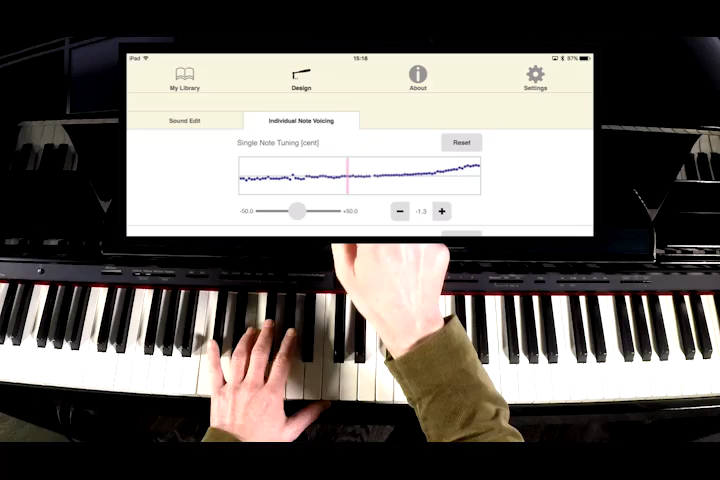 iPad 15:18 87%
My Library Design About Settings
Sound Edit Individual Note Voicing
Single Note Tuning [cent] Reset
-50.0 +50.0 -1.3